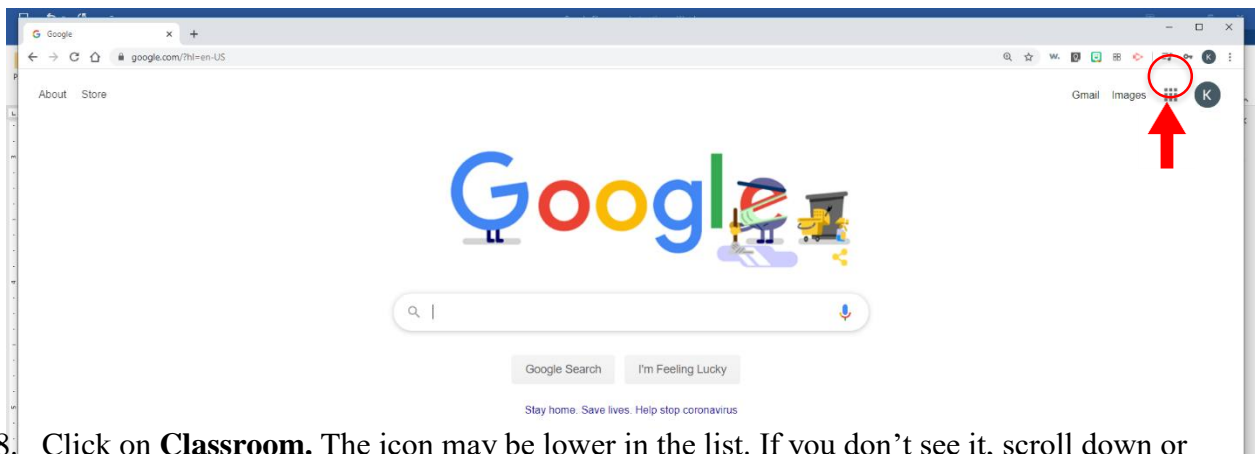 Google
google.com/?hl=en-US
W.
K
About Store
Gmail Images
K
Google
Google Search I'm Feeling Lucky
Stay home. Save lives. Help stop coronavirus
8. Click on Classroom. The icon may be lower in the list. If you don’t see it, scroll down or